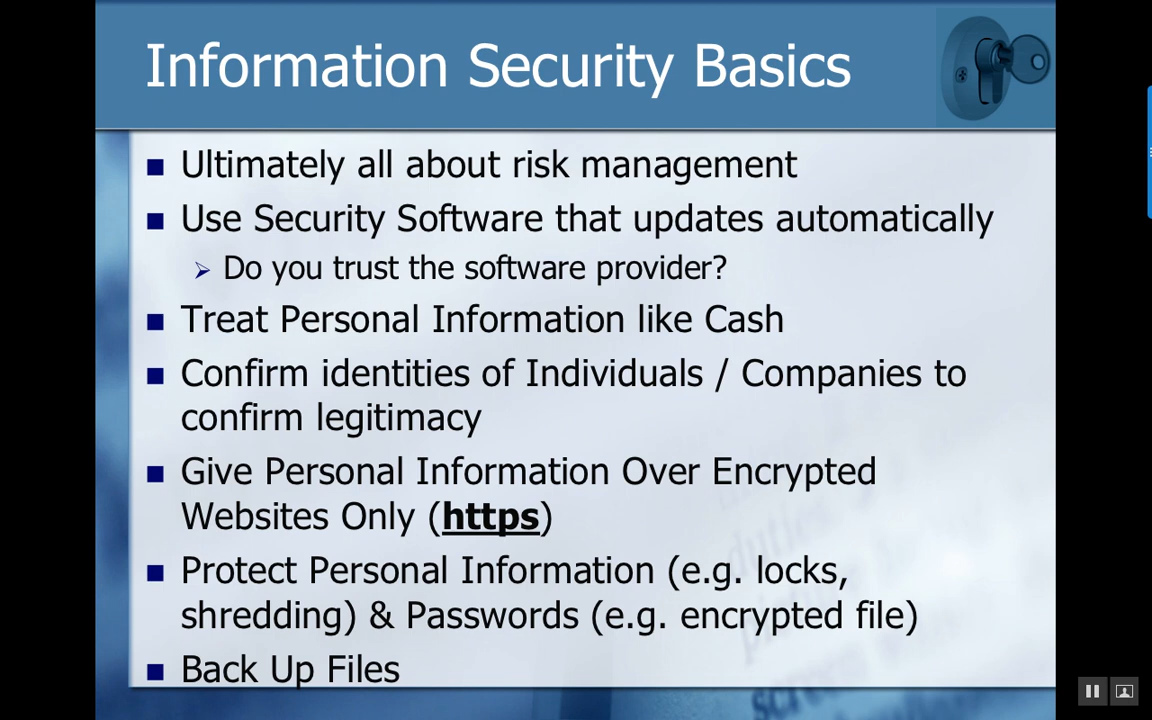 Information Security Basics
Ultimately all about risk management
Use Security Software that updates automatically
Do you trust the software provider?
Treat Personal Information like Cash
Confirm identities of Individuals / Companies to
confirm legitimacy
Give Personal Information Over Encrypted
Websites Only (https)
Protect Personal Information (e.g. locks,
shredding) & Passwords (e.g. encrypted file)
Back Up Files